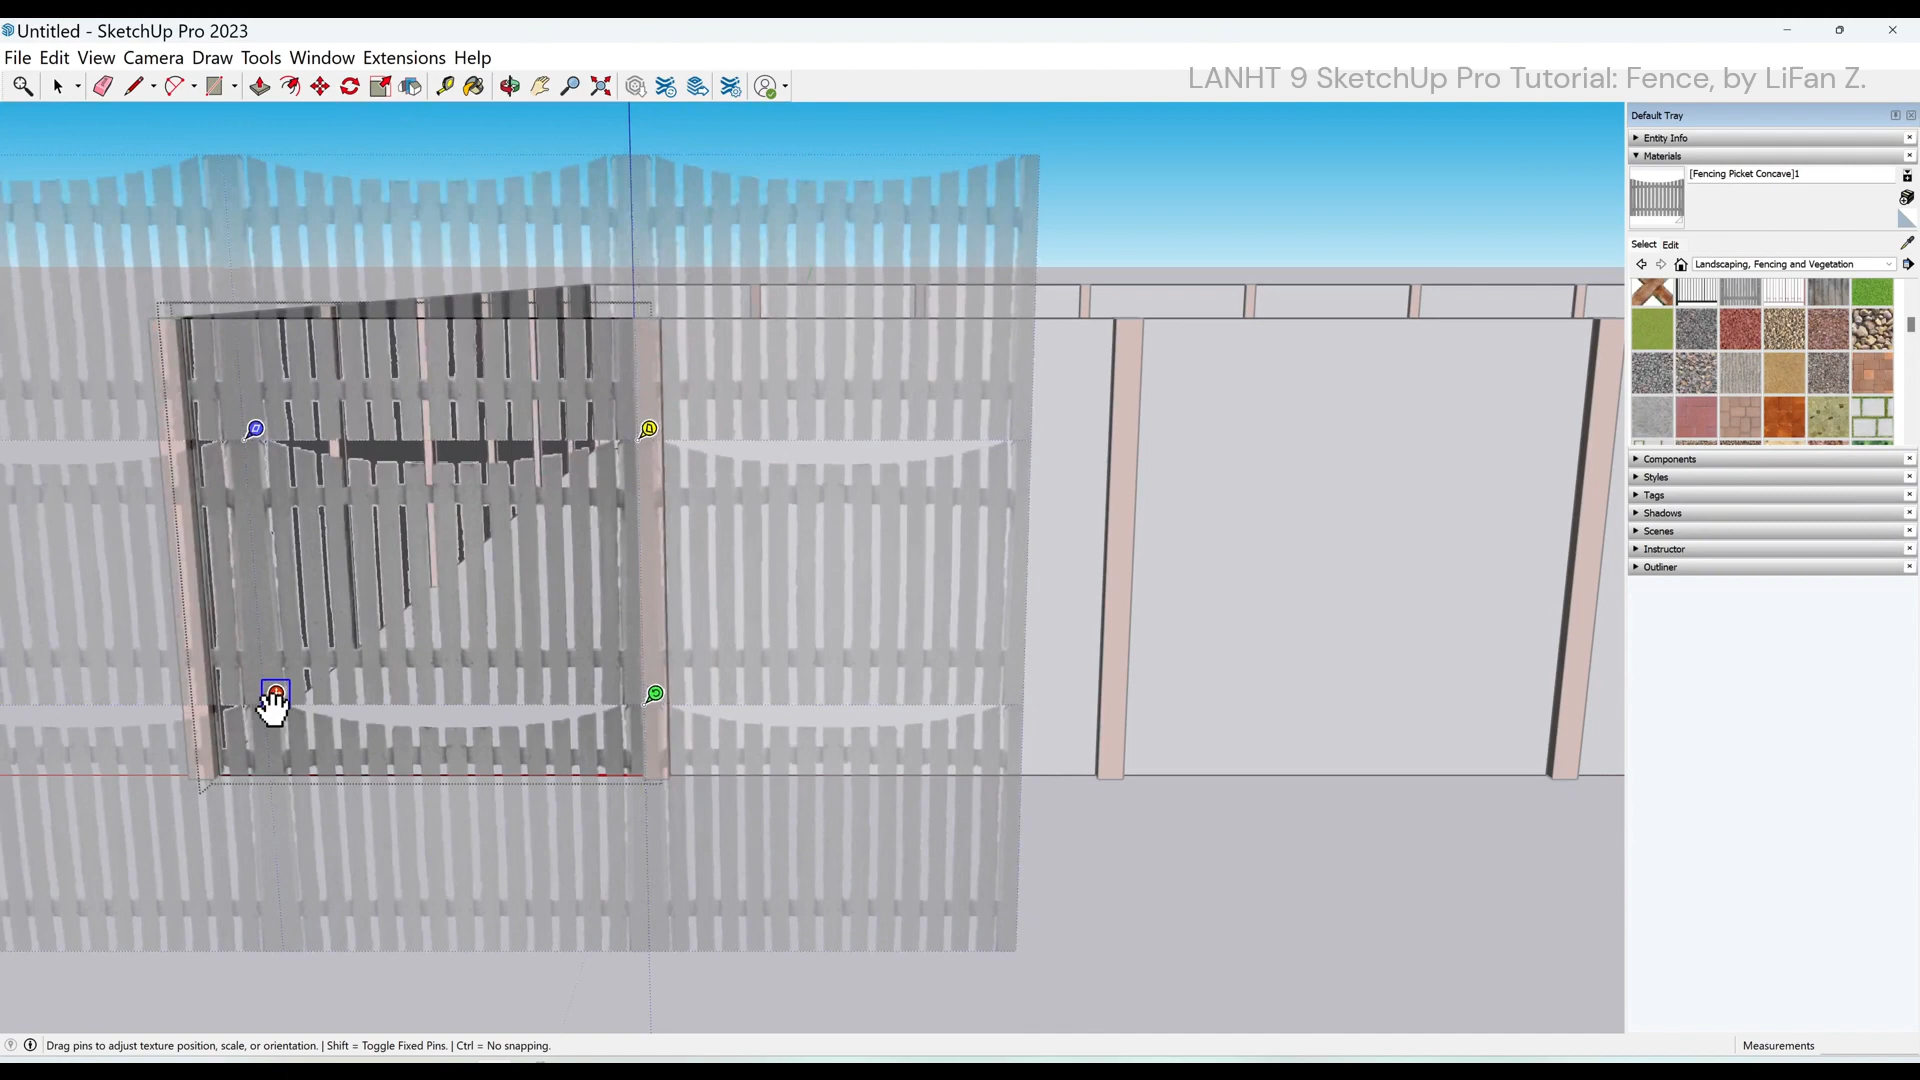 Untitled - SketchUp Pro 2023
File Edit View Camera Draw Tools Window Extensions Help
LANHT 9 SketchUp Pro Tutorial: Fence, by LiFan Z.
Default Tray
Entity Info
Materials
[Fencing Picket Concave]1
Select Edit
Landscaping, Fencing and Vegetation
Components
Styles
Tags
Shadows
Scenes
Instructor
Outliner
Drag pins to adjust texture position, scale, or orientation. | Shift = Toggle Fixed Pins. | Ctrl = No snapping.
Measurements